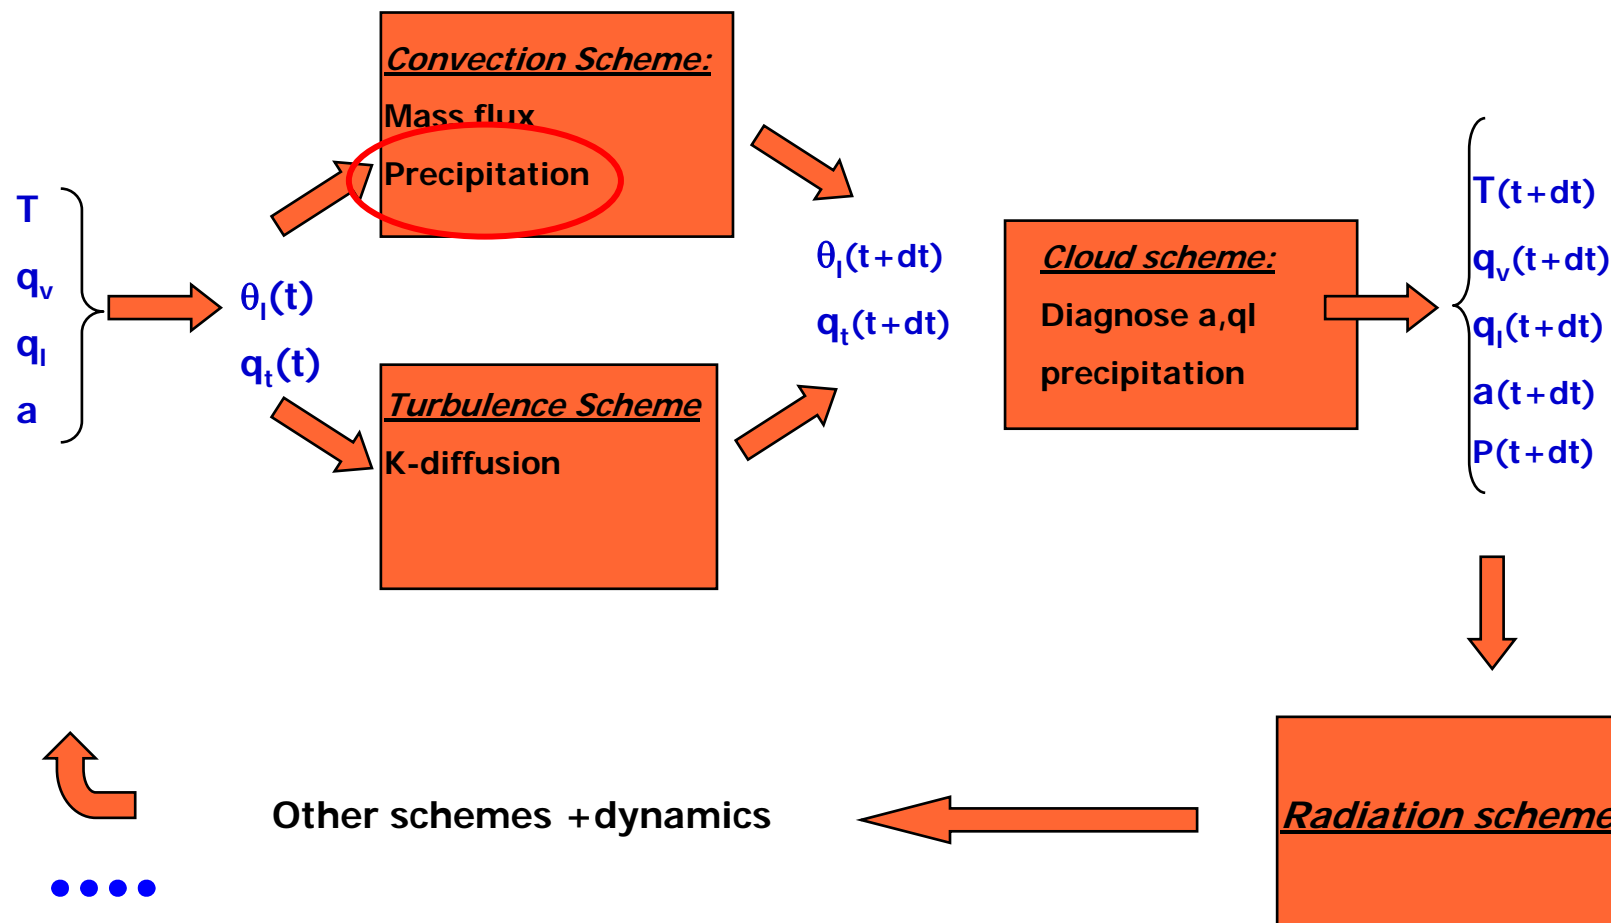 T
qv
ql
a
θl(t)
qt(t)
Convection Scheme:
Mass flux
Precipitation
Turbulence Scheme
K-diffusion
θl(t+dt)
qt(t+dt)
Cloud scheme:
Diagnose a,ql
precipitation
T(t+dt)
qv(t+dt)
ql(t+dt)
a(t+dt)
P(t+dt)
Radiation scheme
Other schemes +dynamics